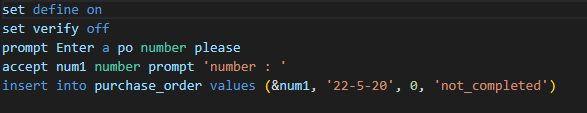 set define on
set verify off
prompt Enter a po number please
accept num1 number prompt 'number : '
insert into purchase_order values (&num1, '22-5-20', 0, 'not_completed')